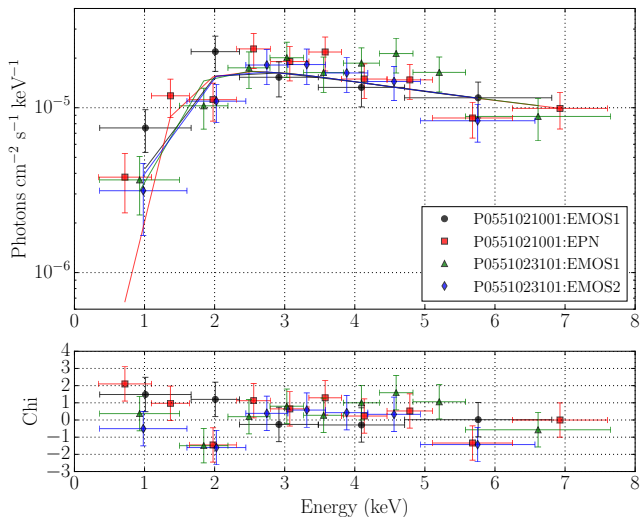 Photons cm⁻² s⁻¹ keV⁻¹
10⁻⁵
10⁻⁶
P0551021001:EMOS1
P0551021001:EPN
P0551023101:EMOS1
P0551023101:EMOS2
0 1 2 3 4 5 6 7 8
Chi
4
3
2
1
0
−1
−2
−3
0 1 2 3 4 5 6 7 8
Energy (keV)